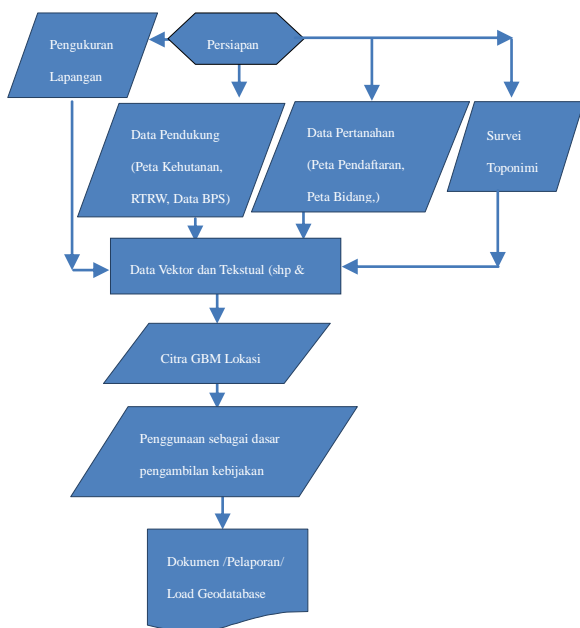 Pengukuran
Lapangan
Persiapan
Data Pendukung
(Peta Kehutanan,
RTRW, Data BPS)
Data Pertanahan
(Peta Pendaftaran,
Peta Bidang,)
Survei
Toponimi
Data Vektor dan Tekstual (shp &
Citra GBM Lokasi
Penggunaan sebagai dasar
pengambilan kebijakan
Dokumen /Pelaporan/
Load Geodatabase